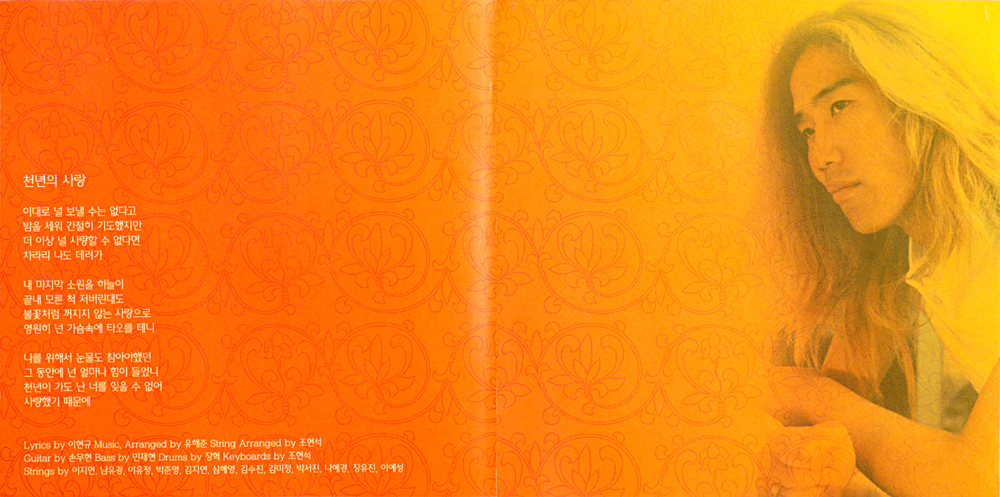 천년의 사랑
이대로 널 보낼 수는 없다고
밤을 세워 간절히 기도했지만
더 이상 널 사랑할 수 없다면
차라리 나도 데려가
내 마지막 소원을 하늘이
끝내 모른 척 저버린대도
불꽃처럼 꺼지지 않는 사랑으로
영원히 넌 가슴속에 타오를 테니
나를 위해서 눈물도 참아야했던
그 동안에 넌 얼마나 힘이 들었니
천년이 가도 난 너를 잊을 수 없어
사랑했기 때문에
Lyrics by 이현규 Music, Arranged by 유해준 String Arranged by 조현석
Guitar by 손무현 Bass by 민재현 Drums by 장혁 Keyboards by 조현석
Strings by 이지연, 남유경, 이유정, 박준영, 김지연, 심혜영, 김수진, 김미정, 박서진, 나예경, 장유진, 이예성